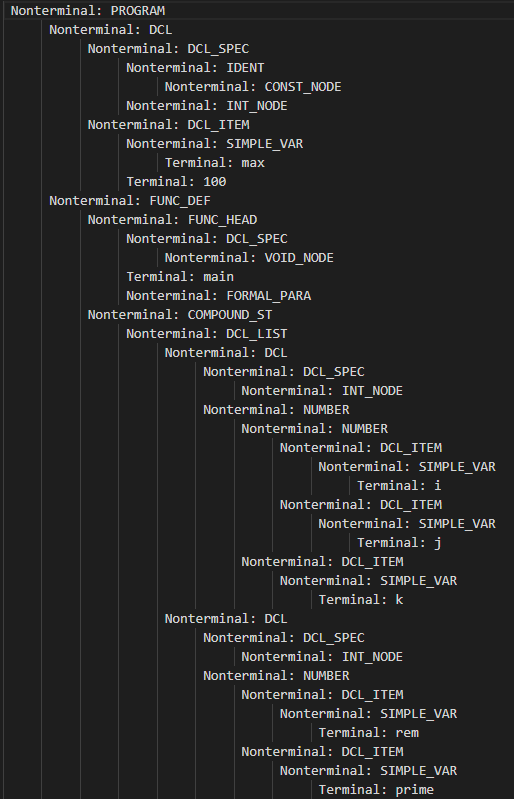 Nonterminal: PROGRAM
Nonterminal: DCL
Nonterminal: DCL_SPEC
Nonterminal: IDENT
Nonterminal: CONST_NODE
Nonterminal: INT_NODE
Nonterminal: DCL_ITEM
Nonterminal: SIMPLE_VAR
Terminal: max
Terminal: 100
Nonterminal: FUNC_DEF
Nonterminal: FUNC_HEAD
Nonterminal: DCL_SPEC
Nonterminal: VOID_NODE
Terminal: main
Nonterminal: FORMAL_PARA
Nonterminal: COMPOUND_ST
Nonterminal: DCL_LIST
Nonterminal: DCL
Nonterminal: DCL_SPEC
Nonterminal: INT_NODE
Nonterminal: NUMBER
Nonterminal: NUMBER
Nonterminal: DCL_ITEM
Nonterminal: SIMPLE_VAR
Terminal: i
Nonterminal: DCL_ITEM
Nonterminal: SIMPLE_VAR
Terminal: j
Nonterminal: DCL_ITEM
Nonterminal: SIMPLE_VAR
Terminal: k
Nonterminal: DCL
Nonterminal: DCL_SPEC
Nonterminal: INT_NODE
Nonterminal: NUMBER
Nonterminal: DCL_ITEM
Nonterminal: SIMPLE_VAR
Terminal: rem
Nonterminal: DCL_ITEM
Nonterminal: SIMPLE_VAR
Terminal: prime